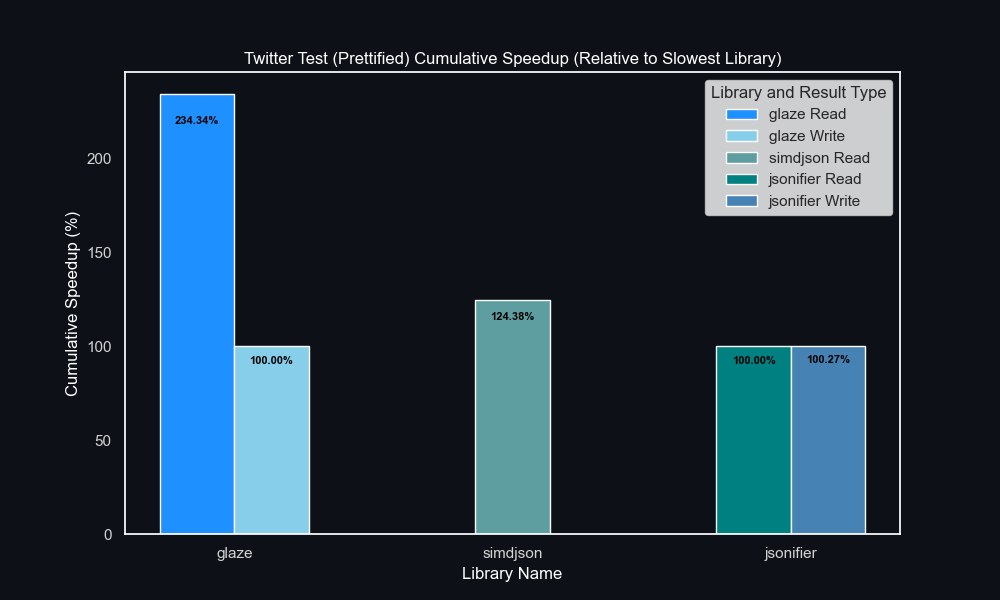 Twitter Test (Prettified) Cumulative Speedup (Relative to Slowest Library)
Library and Result Type
glaze Read
glaze Write
simdjson Read
jsonifier Read
jsonifier Write
Cumulative Speedup (%)
200
150
100
50
0
234.34%
100.00%
124.38%
100.00%
100.27%
glaze
simdjson
jsonifier
Library Name